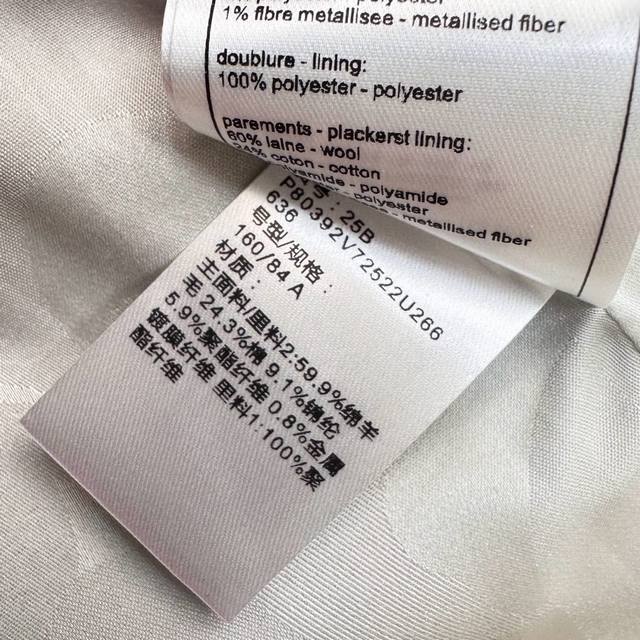 1% fibre metallisee - metallised fiber
doublure - lining:
100% polyester - polyester
parements - plackerst lining:
60% laine - wool
24% coton - cotton
polyamide - polyamide
polyester
metallised fiber
: 25B
P80392V72522U266
636
号型/规格:
160/84 A
材质:
主面料/里料2:59.9%绵羊
毛 24.3%棉 9.1%锦纶
5.9%聚酯纤维 0.8%金属
镀膜纤维 里料1:100%聚
酯纤维